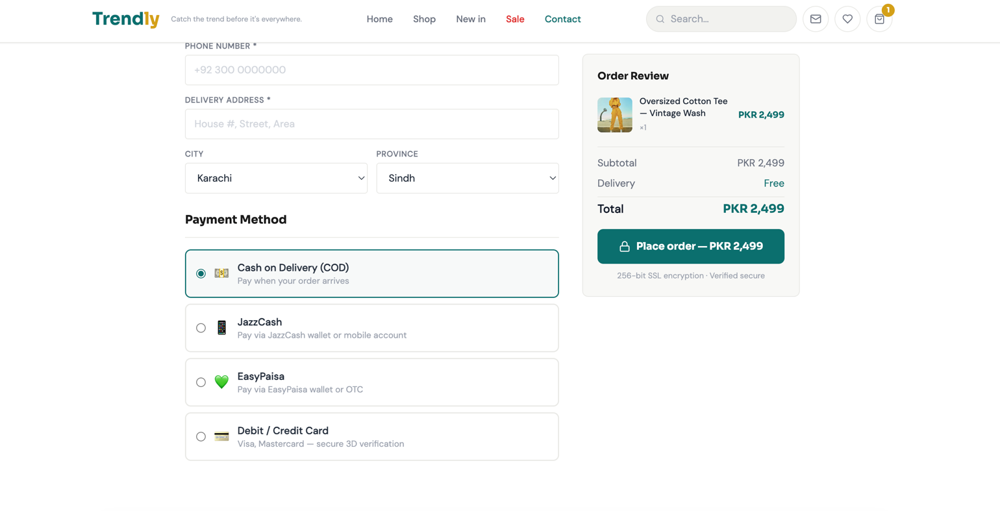 Trendly
Catch the trend before it's everywhere.
Home
Shop
New in
Sale
Contact
Search...
1
PHONE NUMBER *
+92 300 0000000
DELIVERY ADDRESS *
House #, Street, Area
CITY
PROVINCE
Karachi
Sindh
Payment Method
Cash on Delivery (COD)
Pay when your order arrives
JazzCash
Pay via JazzCash wallet or mobile account
EasyPaisa
Pay via EasyPaisa wallet or OTC
Debit / Credit Card
Visa, Mastercard — secure 3D verification
Order Review
Oversized Cotton Tee
— Vintage Wash
×1
PKR 2,499
Subtotal
PKR 2,499
Delivery
Free
Total
PKR 2,499
Place order — PKR 2,499
256-bit SSL encryption · Verified secure